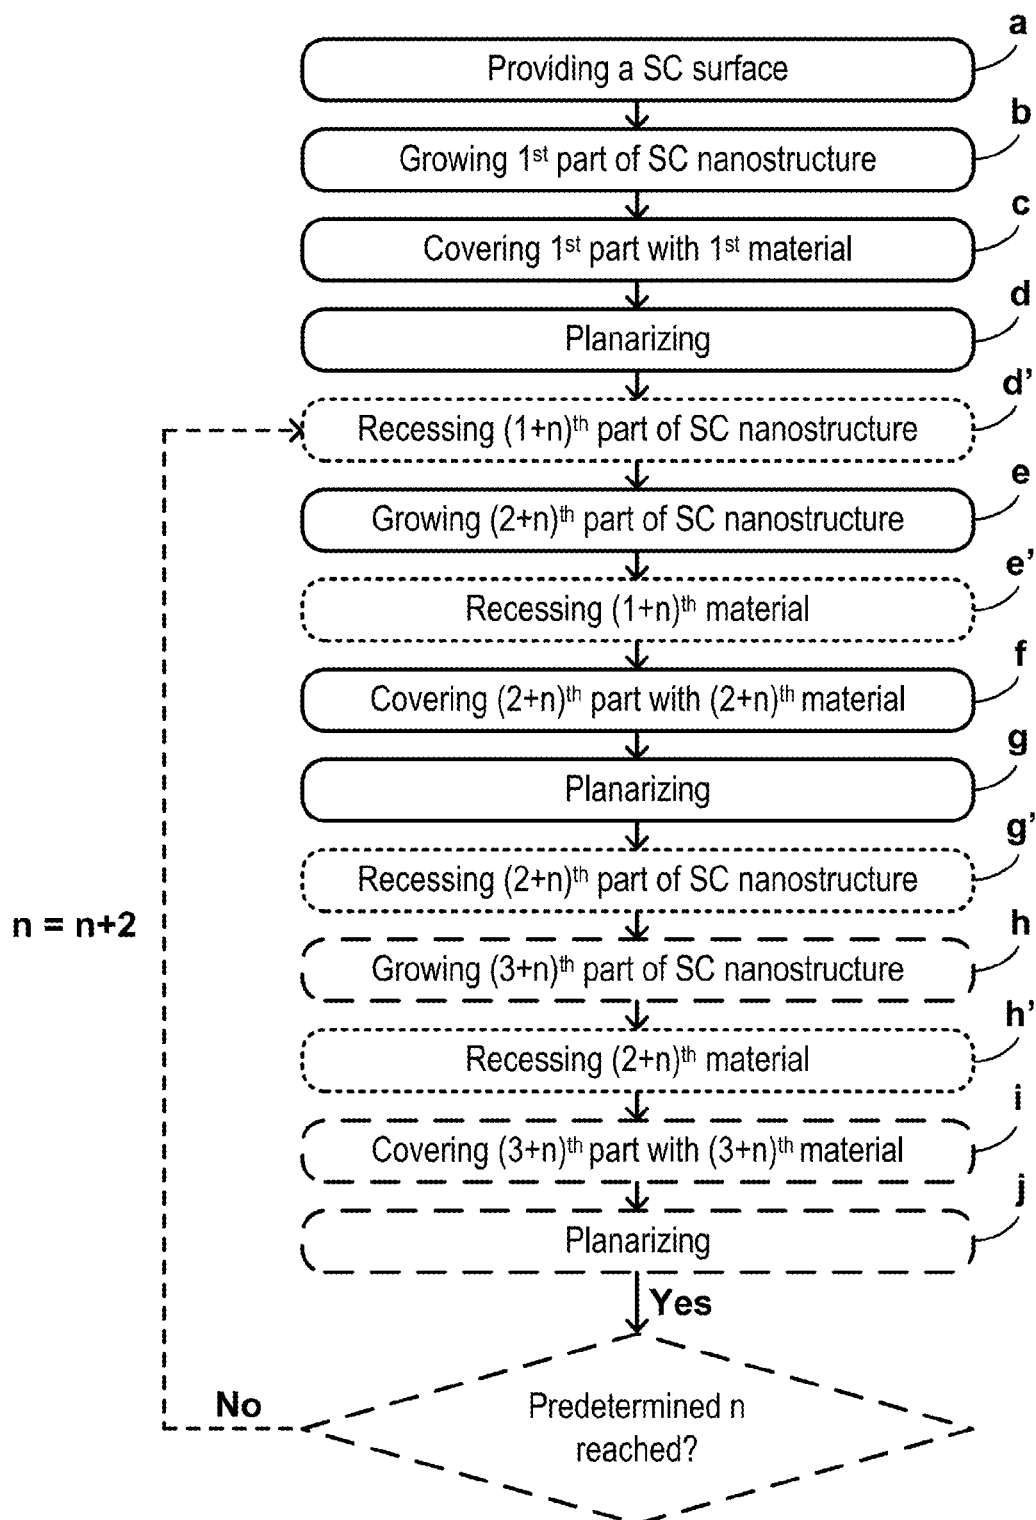 a
Providing a SC surface
b
Growing 1st part of SC nanostructure
c
Covering 1st part with 1st material
d
Planarizing
d'
Recessing (1+n)th part of SC nanostructure
e
Growing (2+n)th part of SC nanostructure
e'
Recessing (1+n)th material
f
Covering (2+n)th part with (2+n)th material
g
Planarizing
g'
Recessing (2+n)th part of SC nanostructure
n = n+2
h
Growing (3+n)th part of SC nanostructure
h'
Recessing (2+n)th material
i
Covering (3+n)th part with (3+n)th material
j
Planarizing
Yes
No
Predetermined n
reached?